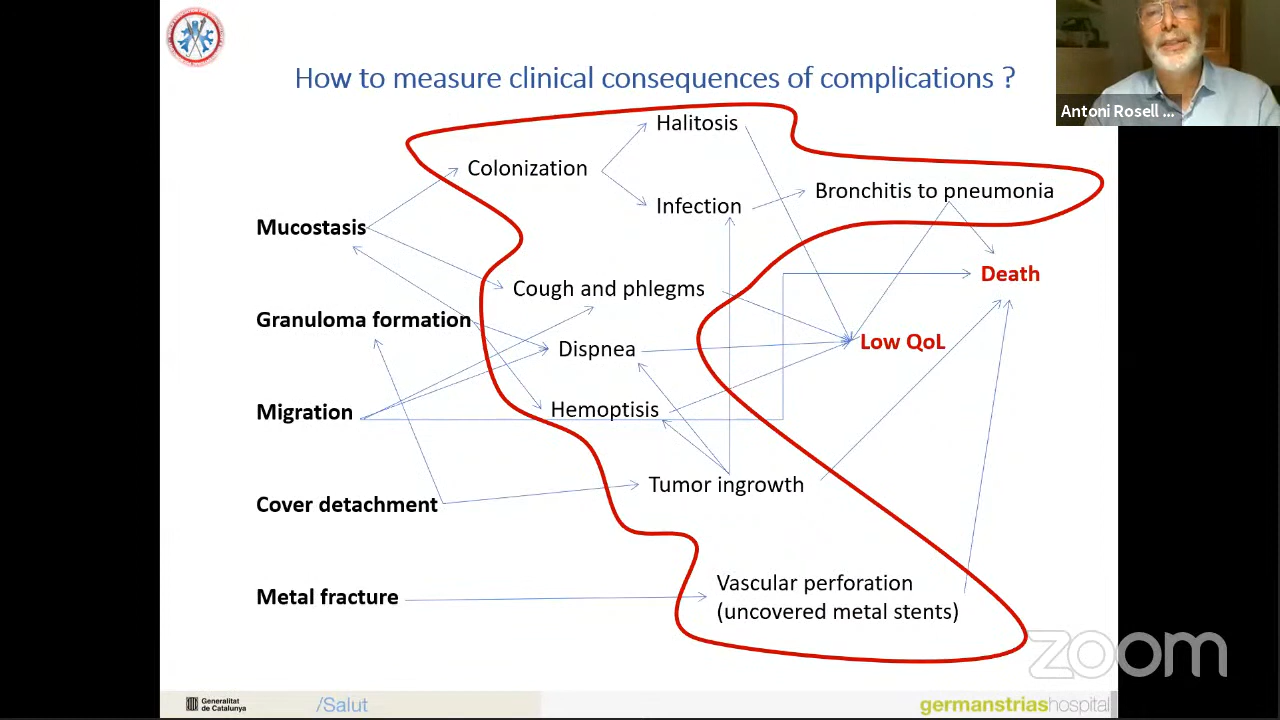 How to measure clinical consequences of complications ?
Antoni Rosell ...
Halitosis
Colonization
Bronchitis to pneumonia
Infection
Mucostasis
Death
Cough and phlegms
Granuloma formation
Low QoL
Dispnea
Migration
Hemoptisis
Tumor ingrowth
Cover detachment
Vascular perforation
(uncovered metal stents)
Metal fracture
zoom
Generalitat
de Catalunya
/Salut
germanstriashospital